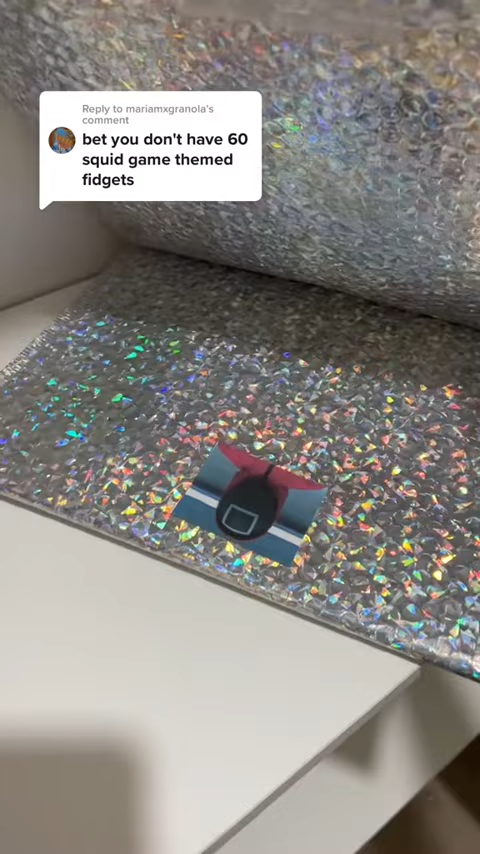 Reply to mariamxgranola's
comment
bet you don't have 60
squid game themed
fidgets